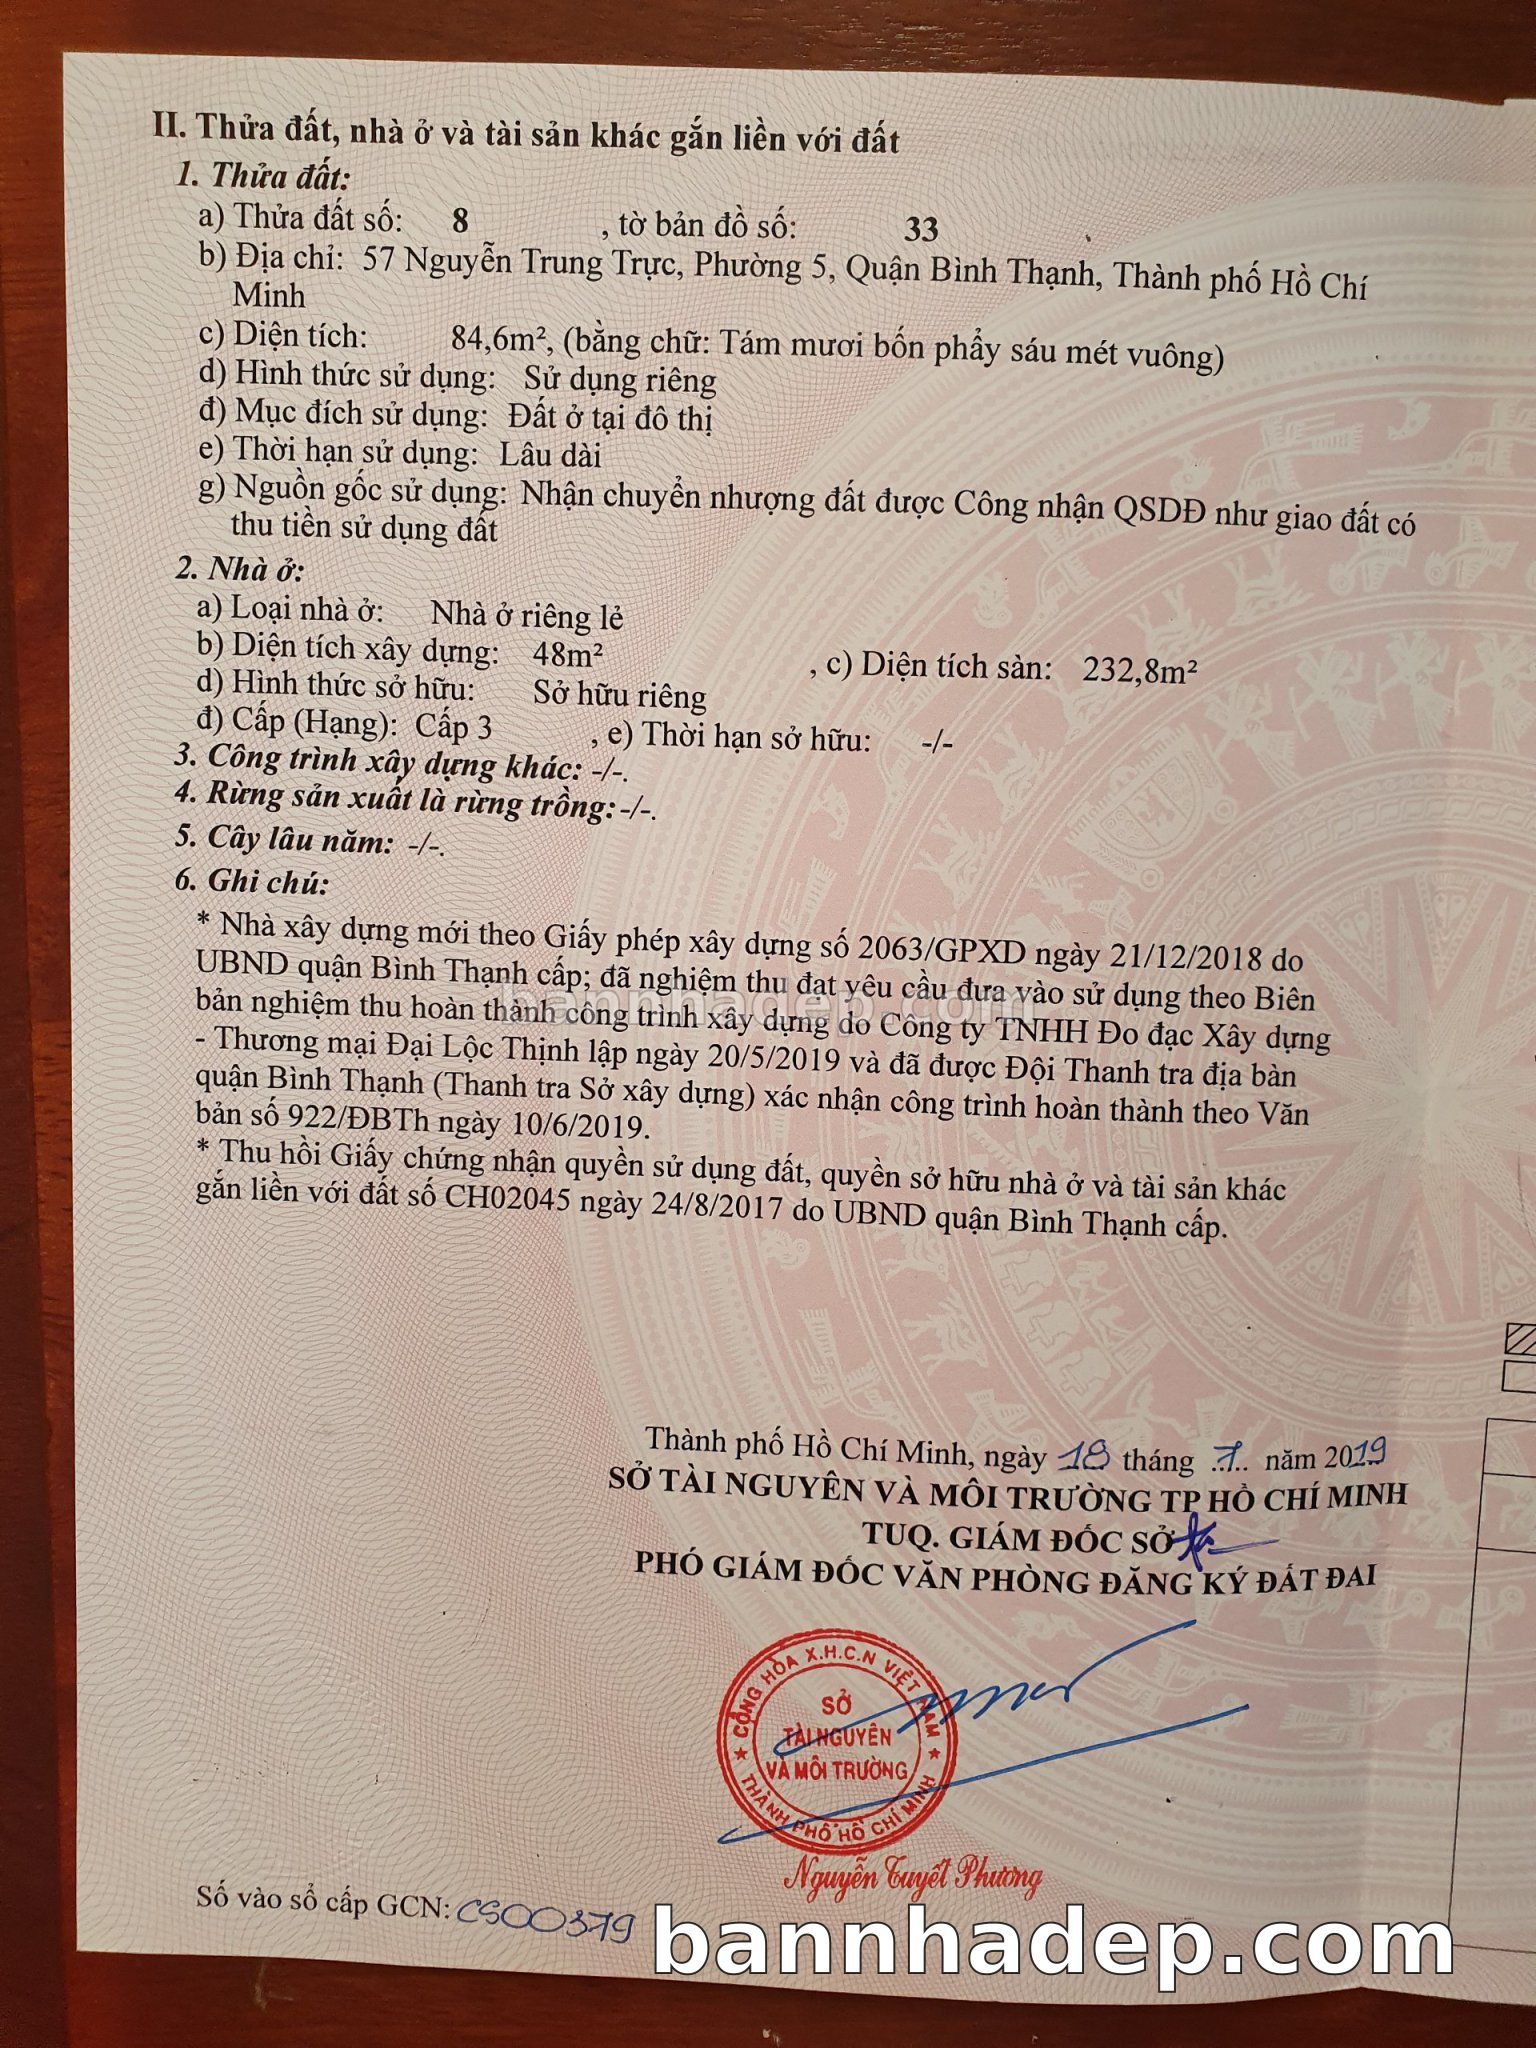 II. Thửa đất, nhà ở và tài sản khác gắn liền với đất
1. Thửa đất:
a) Thửa đất số: 8 , tờ bản đồ số: 33
b) Địa chỉ: 57 Nguyễn Trung Trực, Phường 5, Quận Bình Thạnh, Thành phố Hồ Chí
Minh
c) Diện tích: 84,6m², (bằng chữ: Tám mươi bốn phẩy sáu mét vuông)
d) Hình thức sử dụng: Sử dụng riêng
đ) Mục đích sử dụng: Đất ở tại đô thị
e) Thời hạn sử dụng: Lâu dài
g) Nguồn gốc sử dụng: Nhận chuyển nhượng đất được Công nhận QSDĐ như giao đất có
thu tiền sử dụng đất
2. Nhà ở:
a) Loại nhà ở: Nhà ở riêng lẻ
b) Diện tích xây dựng: 48m² , c) Diện tích sàn: 232,8m²
d) Hình thức sở hữu: Sở hữu riêng
đ) Cấp (Hạng): Cấp 3 , e) Thời hạn sở hữu: -/-
3. Công trình xây dựng khác: -/-.
4. Rừng sản xuất là rừng trồng:-/-.
5. Cây lâu năm: -/-.
6. Ghi chú:
* Nhà xây dựng mới theo Giấy phép xây dựng số 2063/GPXD ngày 21/12/2018 do
UBND quận Bình Thạnh cấp; đã nghiệm thu đạt yêu cầu đưa vào sử dụng theo Biên
bannhadep.com
bản nghiệm thu hoàn thành công trình xây dựng do Công ty TNHH Đo đạc Xây dựng
- Thương mại Đại Lộc Thịnh lập ngày 20/5/2019 và đã được Đội Thanh tra địa bàn
quận Bình Thạnh (Thanh tra Sở xây dựng) xác nhận công trình hoàn thành theo Văn
bản số 922/ĐBTh ngày 10/6/2019.
* Thu hồi Giấy chứng nhận quyền sử dụng đất, quyền sở hữu nhà ở và tài sản khác
gắn liền với đất số CH02045 ngày 24/8/2017 do UBND quận Bình Thạnh cấp.
Thành phố Hồ Chí Minh, ngày 18 tháng 7 năm 2019
SỞ TÀI NGUYÊN VÀ MÔI TRƯỜNG TP HỒ CHÍ MINH
TUQ. GIÁM ĐỐC SỞ
PHÓ GIÁM ĐỐC VĂN PHÒNG ĐĂNG KÝ ĐẤT ĐAI
CỘNG HÒA X.H.C.N VIỆT NAM
SỞ
TÀI NGUYÊN
VÀ MÔI TRƯỜNG
THÀNH PHỐ HỒ CHÍ MINH
Nguyễn Tuyết Phương
Số vào sổ cấp GCN: CS00379
bannhadep.com